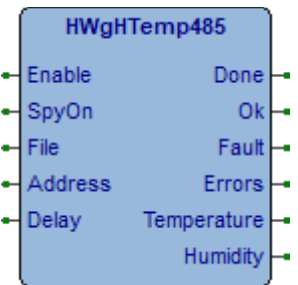 HWgHTemp485
Enable Done
SpyOn Ok
File Fault
Address Errors
Delay Temperature
Humidity